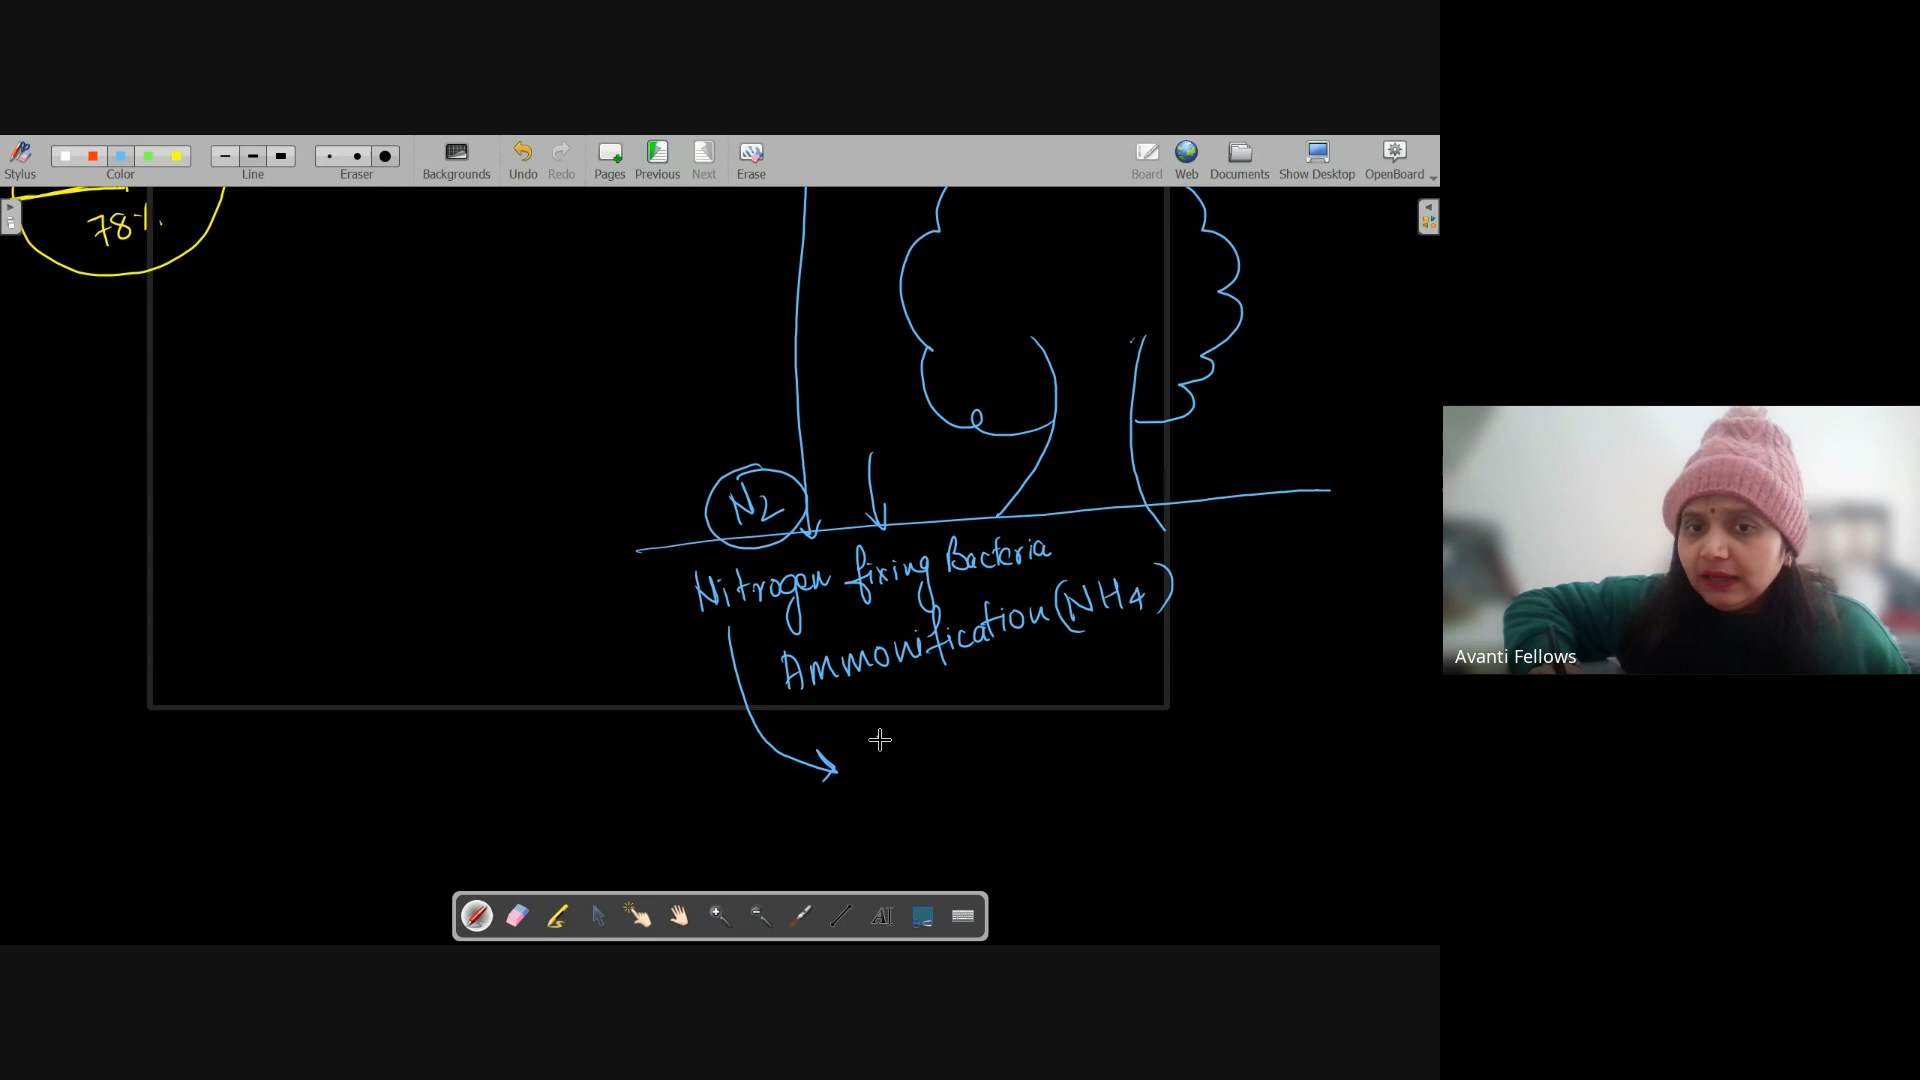 Stylus
Color
Line
Eraser
Backgrounds
Undo
Redo
Pages
Previous
Next
Erase
Board
Web
Documents
Show Desktop
OpenBoard
78%
N2
Nitrogen fixing Bacteria
Ammonification (NH4)
Avanti Fellows